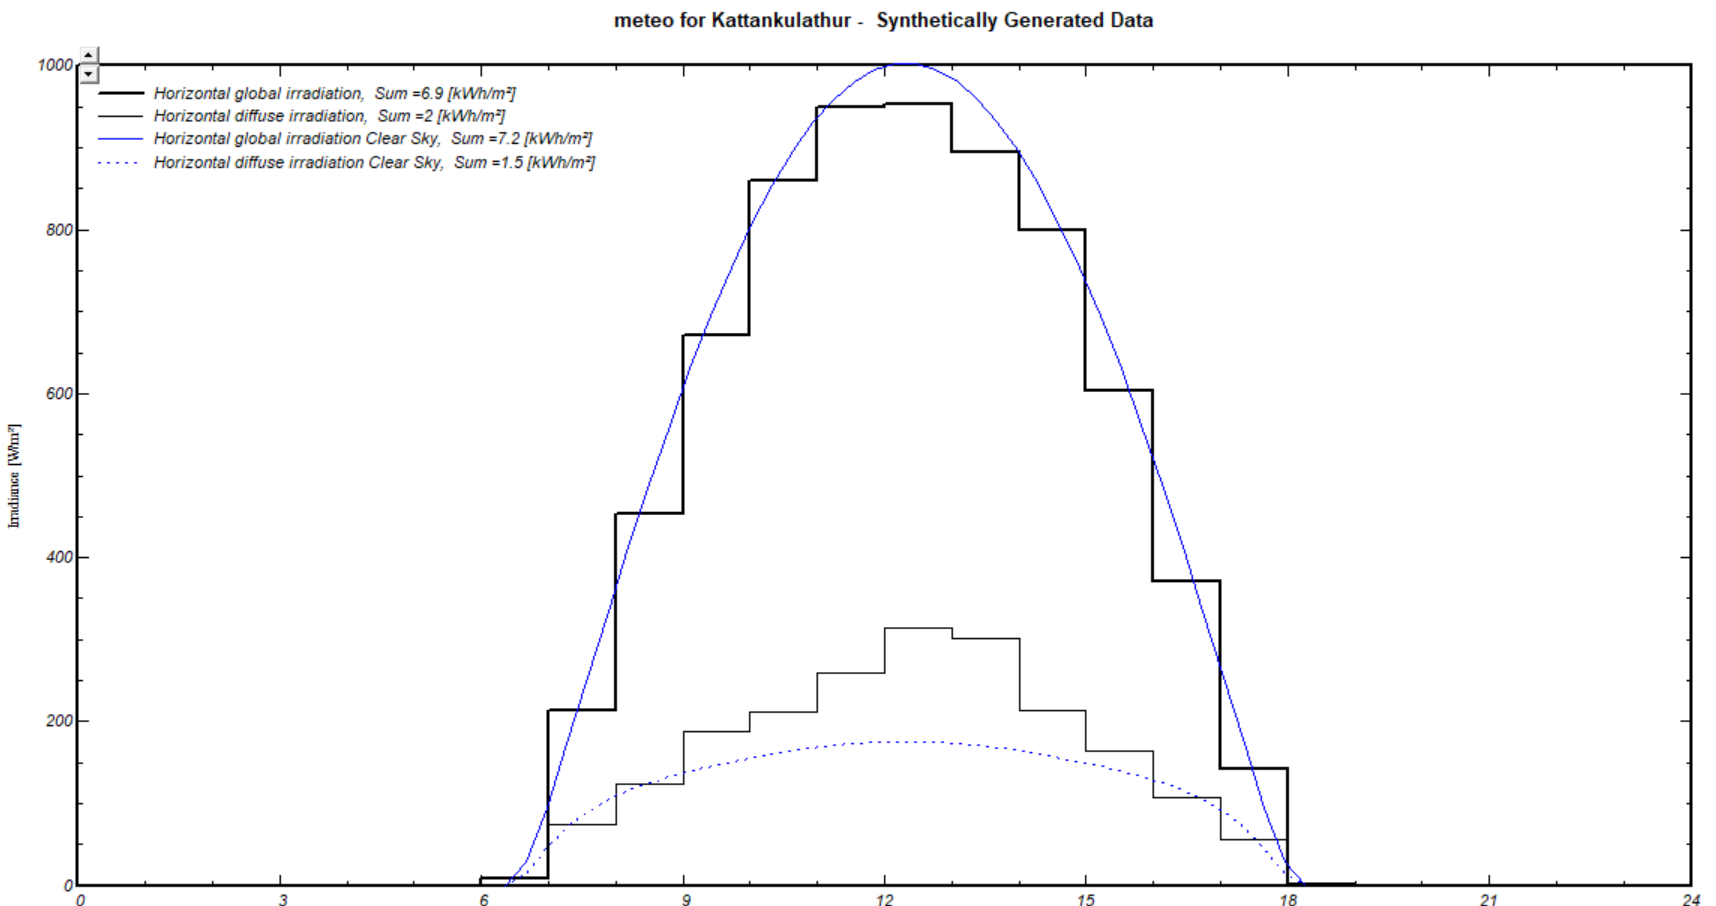 meteo for Kattankulathur - Synthetically Generated Data
1000
Horizontal global irradiation, Sum =6.9 [kWh/m²]
Horizontal diffuse irradiation, Sum =2 [kWh/m²]
Horizontal global irradiation Clear Sky, Sum =7.2 [kWh/m²]
Horizontal diffuse irradiation Clear Sky, Sum =1.5 [kWh/m²]
800
600
Irradiance [W/m²]
400
200
0
0 3 6 9 12 15 18 21 24